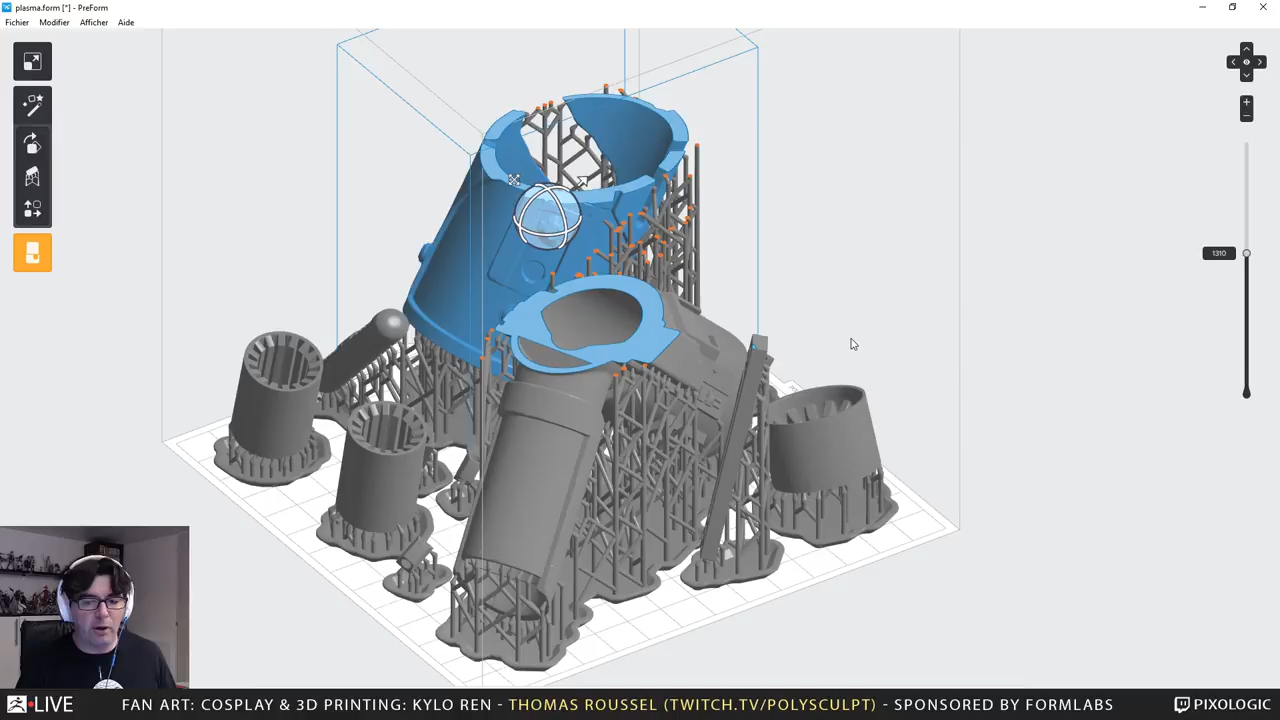 plasma.form [*] - PreForm
Fichier Modifier Afficher Aide
1310
LIVE
FAN ART: COSPLAY & 3D PRINTING: KYLO REN - THOMAS ROUSSEL (TWITCH.TV/POLYSCULPT) - SPONSORED BY FORMLABS
PIXOLOGIC